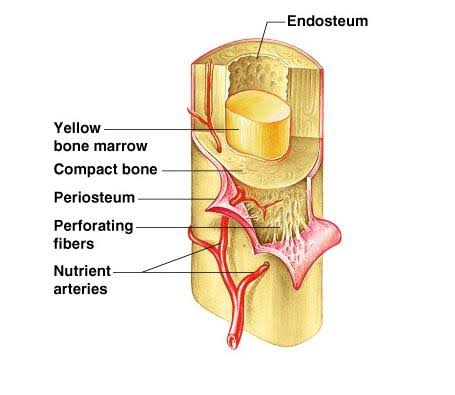 Endosteum
Yellow
bone marrow
Compact bone
Periosteum
Perforating
fibers
Nutrient
arteries